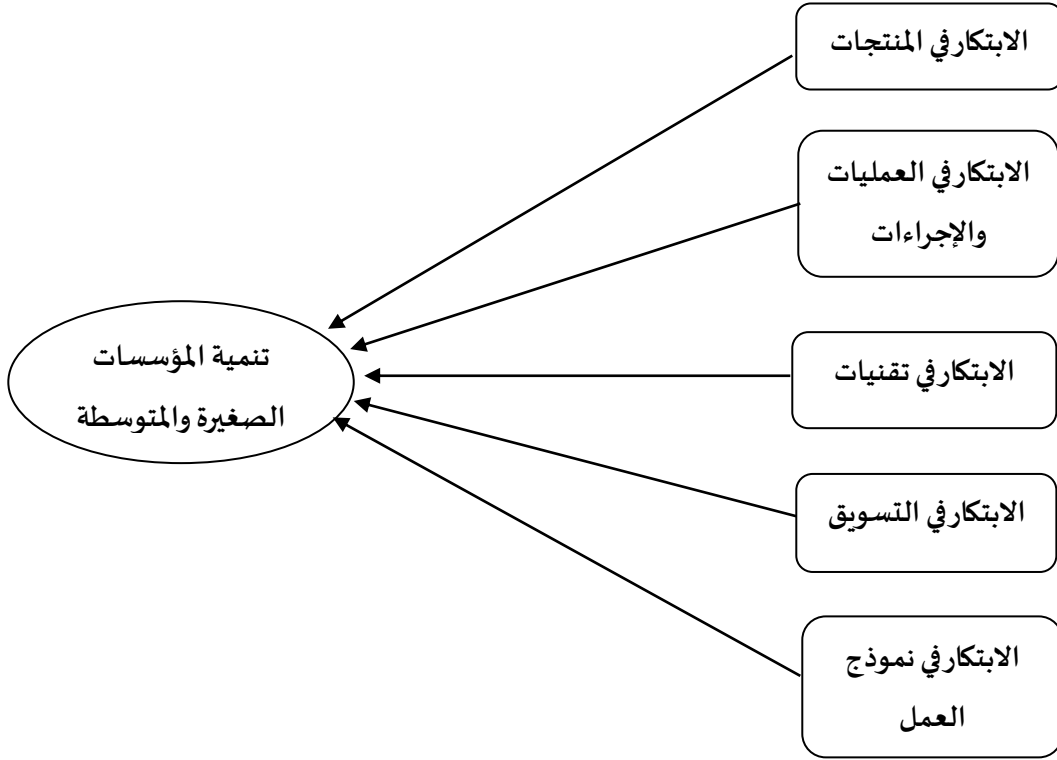 الابتكار في المنتجات
الابتكار في العمليات
والإجراءات
الابتكار في تقنيات
الابتكار في التسويق
الابتكار في نموذج
العمل
تنمية المؤسسات
الصغيرة والمتوسطة